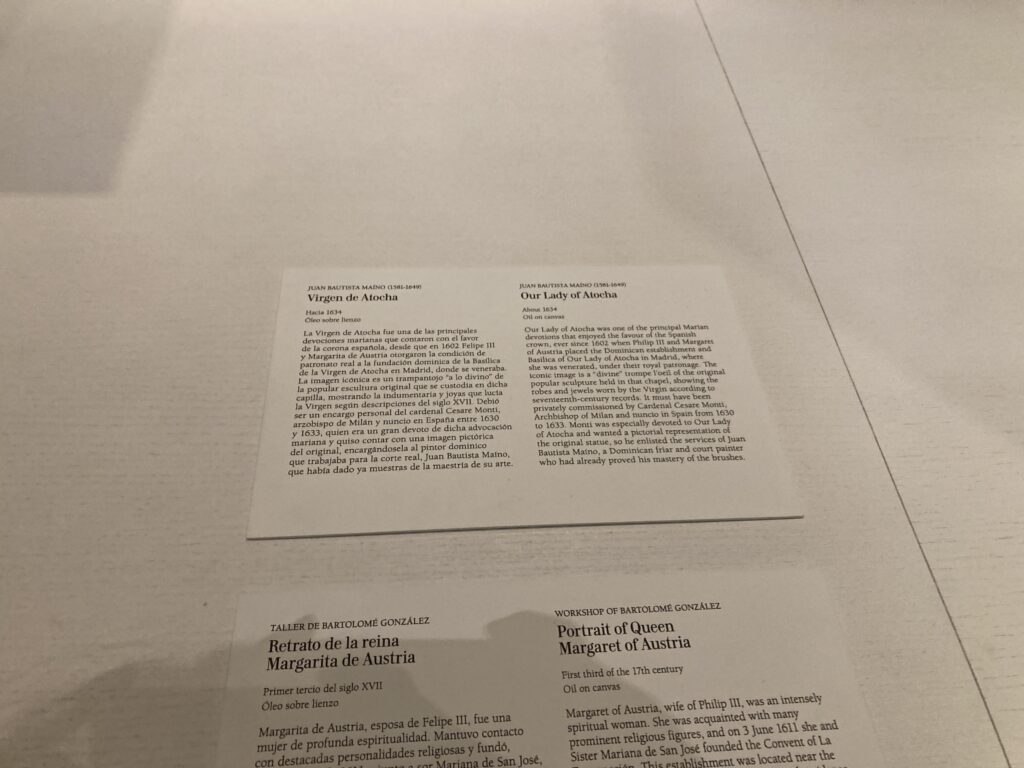 JUAN BAUTISTA MAÍNO (1581-1649)
Virgen de Atocha
Hacia 1634
Óleo sobre lienzo
La Virgen de Atocha fue una de las principales
devociones marianas que contaron con el favor
de la corona española, desde que en 1602 Felipe III
y Margarita de Austria otorgaron la condición de
patronato real a la fundación dominica de la Basílica
de la Virgen de Atocha en Madrid, donde se veneraba.
La imagen icónica es un trampantojo "a lo divino" de
la popular escultura original que se custodia en dicha
capilla, mostrando la indumentaria y joyas que lucía
la Virgen según descripciones del siglo XVII. Debió
ser un encargo personal del cardenal Cesare Monti,
arzobispo de Milán y nuncio en España entre 1630
y 1633, quien era un gran devoto de dicha advocación
mariana y quiso contar con una imagen pictórica
del original, encargándosela al pintor dominico
que trabajaba para la corte real, Juan Bautista Maíno,
que había dado ya muestras de la maestría de su arte.
JUAN BAUTISTA MAÍNO (1581-1649)
Our Lady of Atocha
About 1634
Oil on canvas
Our Lady of Atocha was one of the principal Marian
devotions that enjoyed the favour of the Spanish
crown, ever since 1602 when Philip III and Margaret
of Austria placed the Dominican establishment and
Basilica of Our Lady of Atocha in Madrid, where
she was venerated, under their royal patronage. The
iconic image is a "divine" trompe l'oeil of the original
popular sculpture held in that chapel, showing the
robes and jewels worn by the Virgin according to
seventeenth-century records. It must have been
privately commissioned by Cardinal Cesare Monti,
Archbishop of Milan and nuncio in Spain from 1630
to 1633. Monti was especially devoted to Our Lady
of Atocha and wanted a pictorial representation of
the original statue, so he enlisted the services of Juan
Bautista Maíno, a Dominican friar and court painter
who had already proved his mastery of the brushes.
TALLER DE BARTOLOMÉ GONZÁLEZ
Retrato de la reina
Margarita de Austria
Primer tercio del siglo XVII
Óleo sobre lienzo
Margarita de Austria, esposa de Felipe III, fue una
mujer de profunda espiritualidad. Mantuvo contacto
con destacadas personalidades religiosas y fundó,
sor Mariana de San José,
WORKSHOP OF BARTOLOMÉ GONZÁLEZ
Portrait of Queen
Margaret of Austria
First third of the 17th century
Oil on canvas
Margaret of Austria, wife of Philip III, was an intensely
spiritual woman. She was acquainted with many
prominent religious figures, and on 3 June 1611 she and
Sister Mariana de San José founded the Convent of La
This establishment was located near the